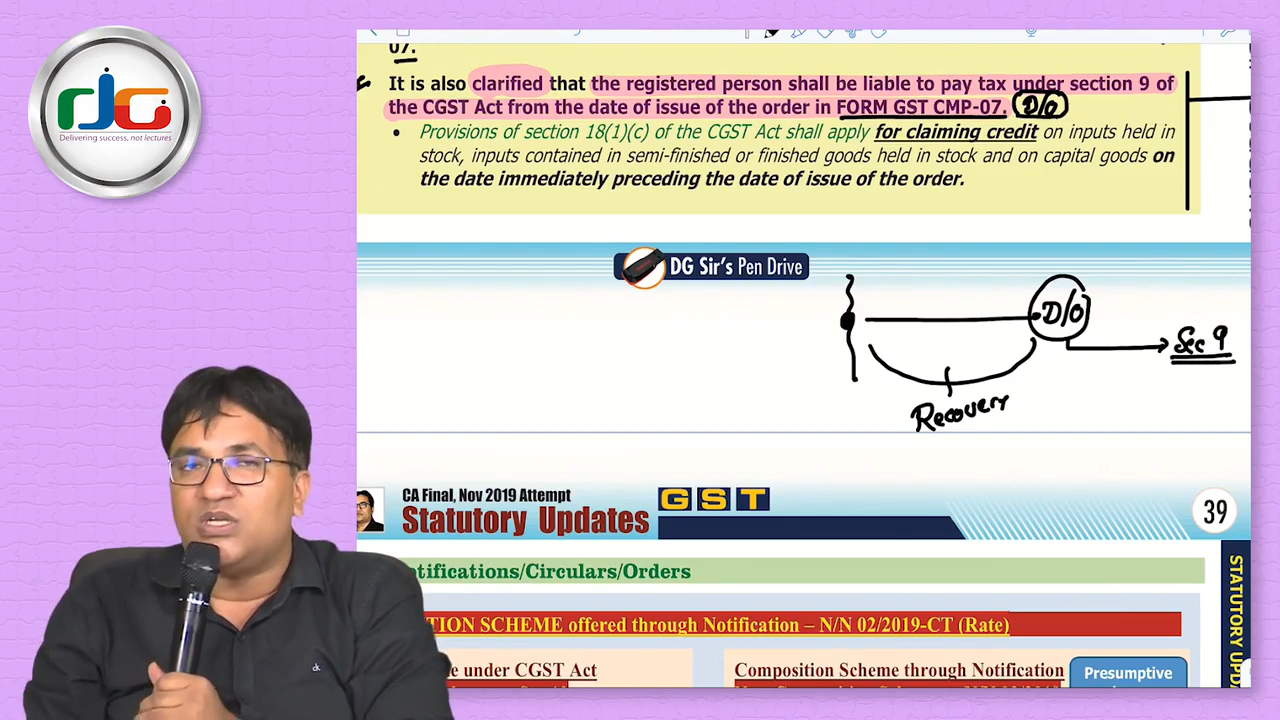 07.
It is also clarified that the registered person shall be liable to pay tax under section 9 of
the CGST Act from the date of issue of the order in FORM GST CMP-07. D/O
• Provisions of section 18(1)(c) of the CGST Act shall apply for claiming credit on inputs held in
stock, inputs contained in semi-finished or finished goods held in stock and on capital goods on
the date immediately preceding the date of issue of the order.
Delivering success, not lectures
DG Sir's Pen Drive
D/O
Sec 9
Recovery
CA Final, Nov 2019 Attempt
Statutory Updates
GST
39
otifications/Circulars/Orders
TION SCHEME offered through Notification – N/N 02/2019-CT (Rate)
e under CGST Act
Composition Scheme through Notification
Presumptive
STATUTORY UPD
dk